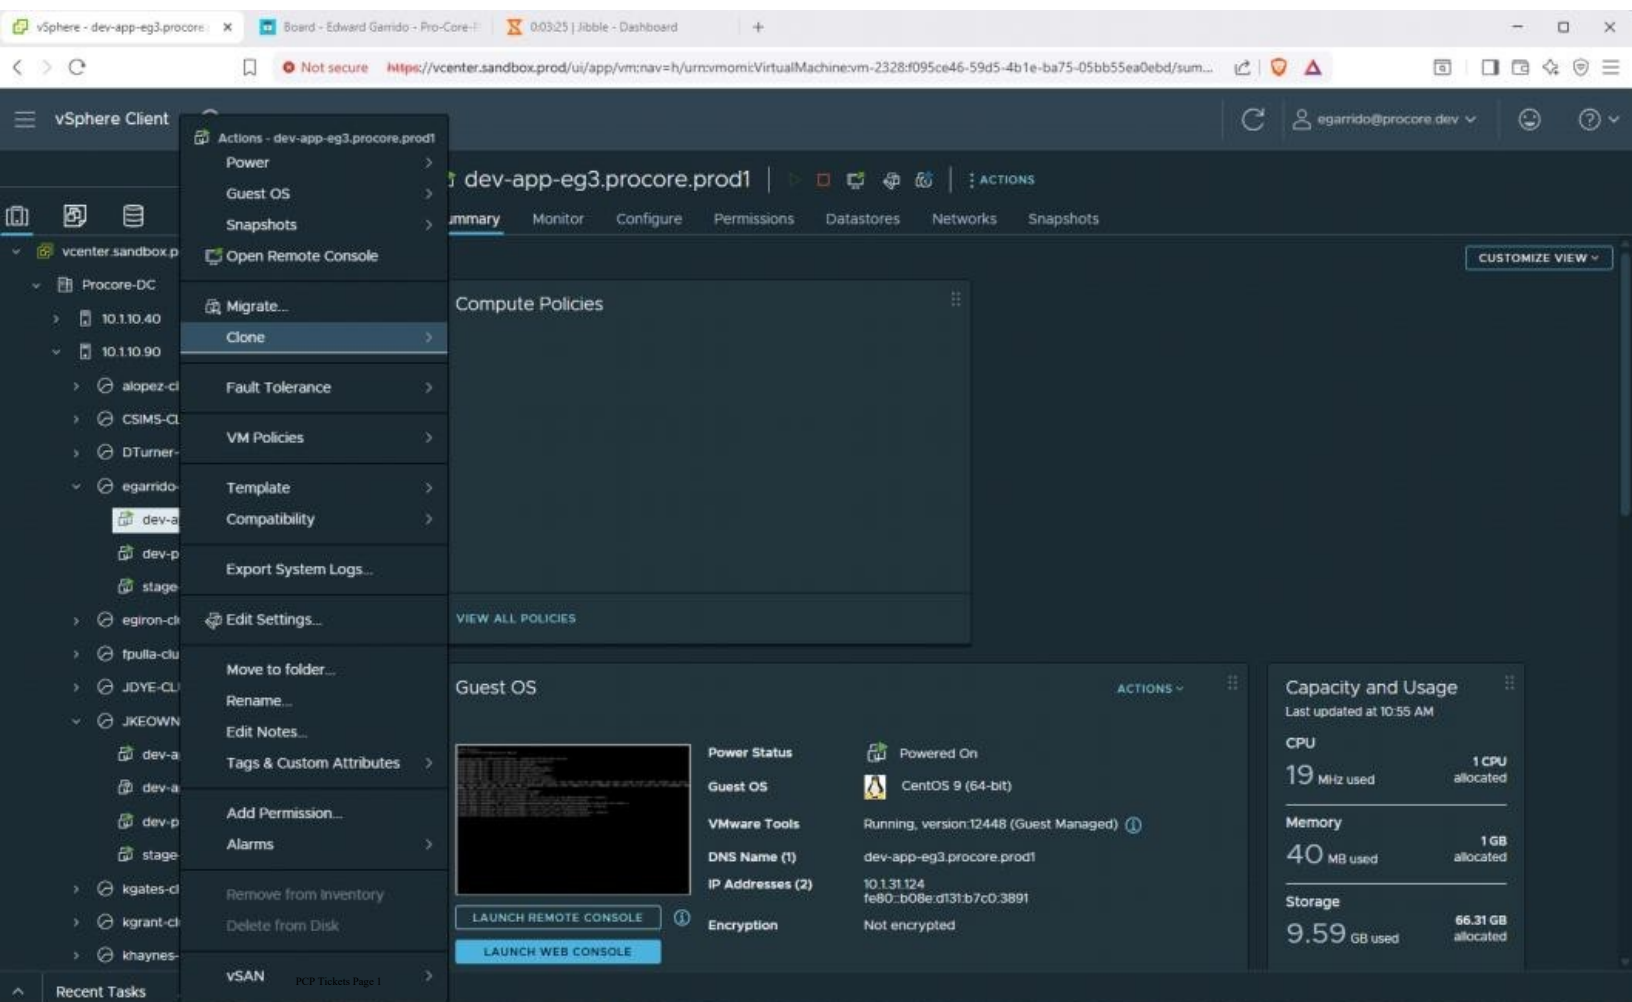 vSphere - dev-app-eg3.procore
Board - Edward Garrido - Pro-Core-P
0:03:25 | Jibble - Dashboard
Not secure https://vcenter.sandbox.prod/ui/app/vm;nav=h/urn:vmomi:VirtualMachine:vm-2328:f095ce46-59d5-4b1e-ba75-05bb55ea0ebd/sum...
vSphere Client
egarrido@procore.dev
Actions - dev-app-eg3.procore.prod1
Power
Guest OS
Snapshots
Open Remote Console
Migrate...
Clone
Fault Tolerance
VM Policies
Template
Compatibility
Export System Logs...
Edit Settings...
Move to folder...
Rename...
Edit Notes...
Tags & Custom Attributes
Add Permission...
Alarms
Remove from Inventory
Delete from Disk
vSAN
PCP Tickets Page 1
vcenter.sandbox.p
Procore-DC
10.1.10.40
10.1.10.90
alopez-cl
CSIMS-CL
DTurner-
egarrido-
dev-a
dev-p
stage-
egiron-cl
fpulla-clu
JDYE-CL
JKEOWN
dev-a
dev-a
dev-p
stage-
kgates-cl
kgrant-cl
khaynes-
Recent Tasks
dev-app-eg3.procore.prod1
ACTIONS
ummary Monitor Configure Permissions Datastores Networks Snapshots
CUSTOMIZE VIEW
Compute Policies
VIEW ALL POLICIES
Guest OS
ACTIONS
Power Status Powered On
Guest OS CentOS 9 (64-bit)
VMware Tools Running, version:12448 (Guest Managed)
DNS Name (1) dev-app-eg3.procore.prod1
IP Addresses (2) 10.1.31.124
fe80::b08e:d131:b7c0:3891
Encryption Not encrypted
LAUNCH REMOTE CONSOLE
LAUNCH WEB CONSOLE
Capacity and Usage
Last updated at 10:55 AM
CPU
19 MHz used
1 CPU
allocated
Memory
40 MB used
1 GB
allocated
Storage
9.59 GB used
66.31 GB
allocated